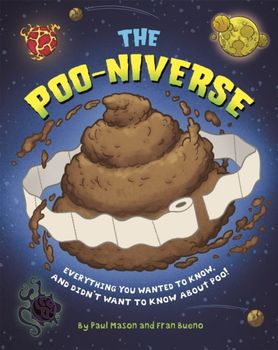 THE
POO-NIVERSE
EVERYTHING YOU WANTED TO KNOW,
AND DIDN'T WANT TO KNOW ABOUT POO!
By Paul Mason and Fran Bueno